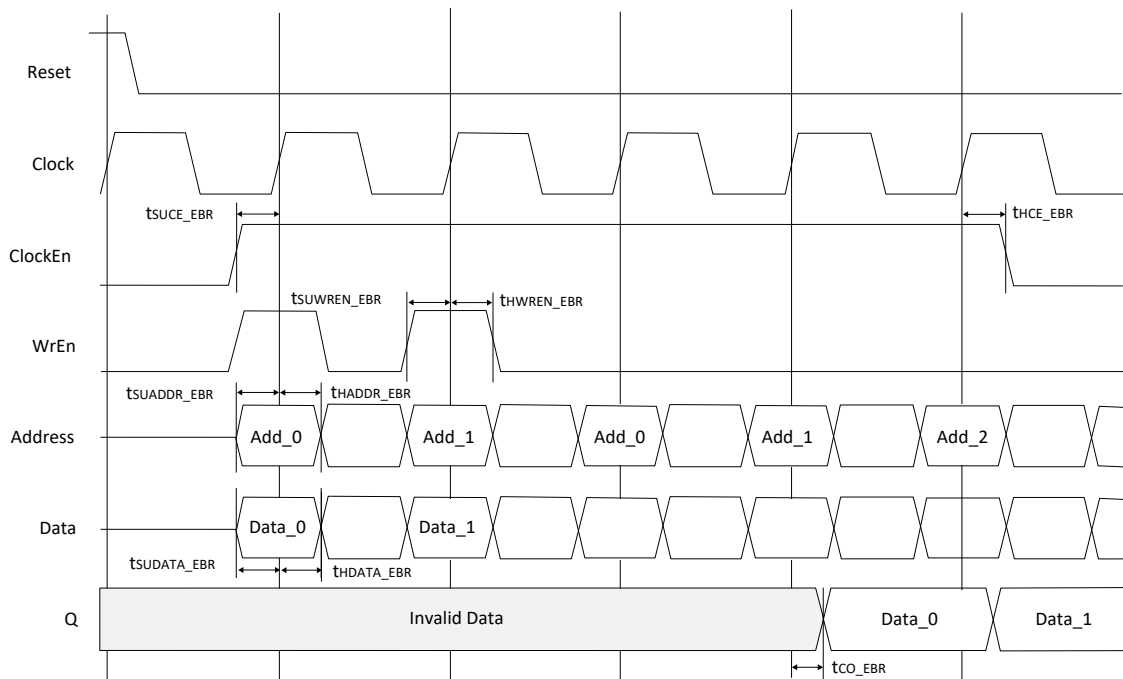 Reset
Clock
tSUCE_EBR
tHCE_EBR
ClockEn
tSUWREN_EBR
tHWREN_EBR
WrEn
tSUADDR_EBR
tHADDR_EBR
Address
Add_0
Add_1
Add_0
Add_1
Add_2
Data
Data_0
Data_1
tSUDATA_EBR
tHDATA_EBR
Q
Invalid Data
Data_0
Data_1
tCO_EBR